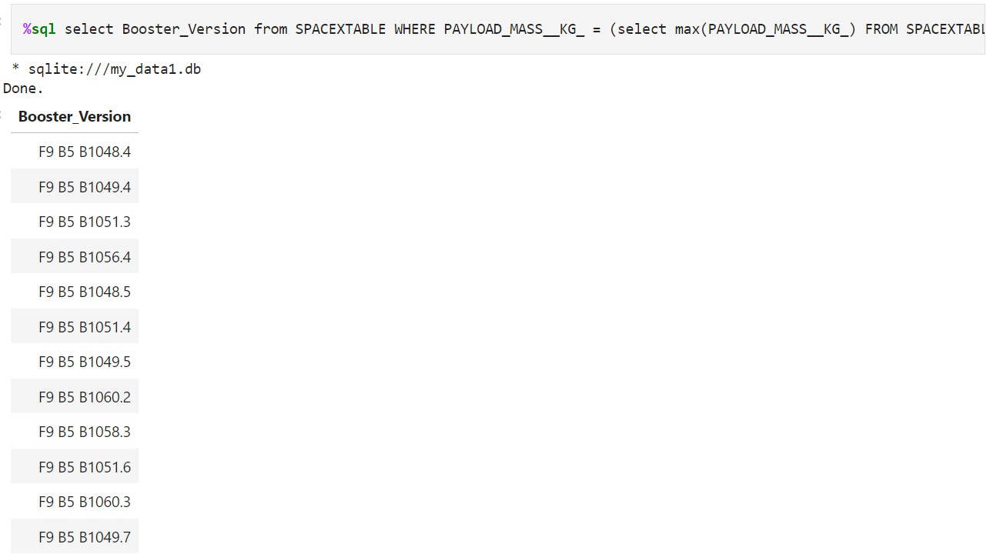 %sql select Booster_Version from SPACEXTABLE WHERE PAYLOAD_MASS__KG_ = (select max(PAYLOAD_MASS__KG_) FROM SPACEXTABL
* sqlite:///my_data1.db
Done.
Booster_Version
F9 B5 B1048.4
F9 B5 B1049.4
F9 B5 B1051.3
F9 B5 B1056.4
F9 B5 B1048.5
F9 B5 B1051.4
F9 B5 B1049.5
F9 B5 B1060.2
F9 B5 B1058.3
F9 B5 B1051.6
F9 B5 B1060.3
F9 B5 B1049.7